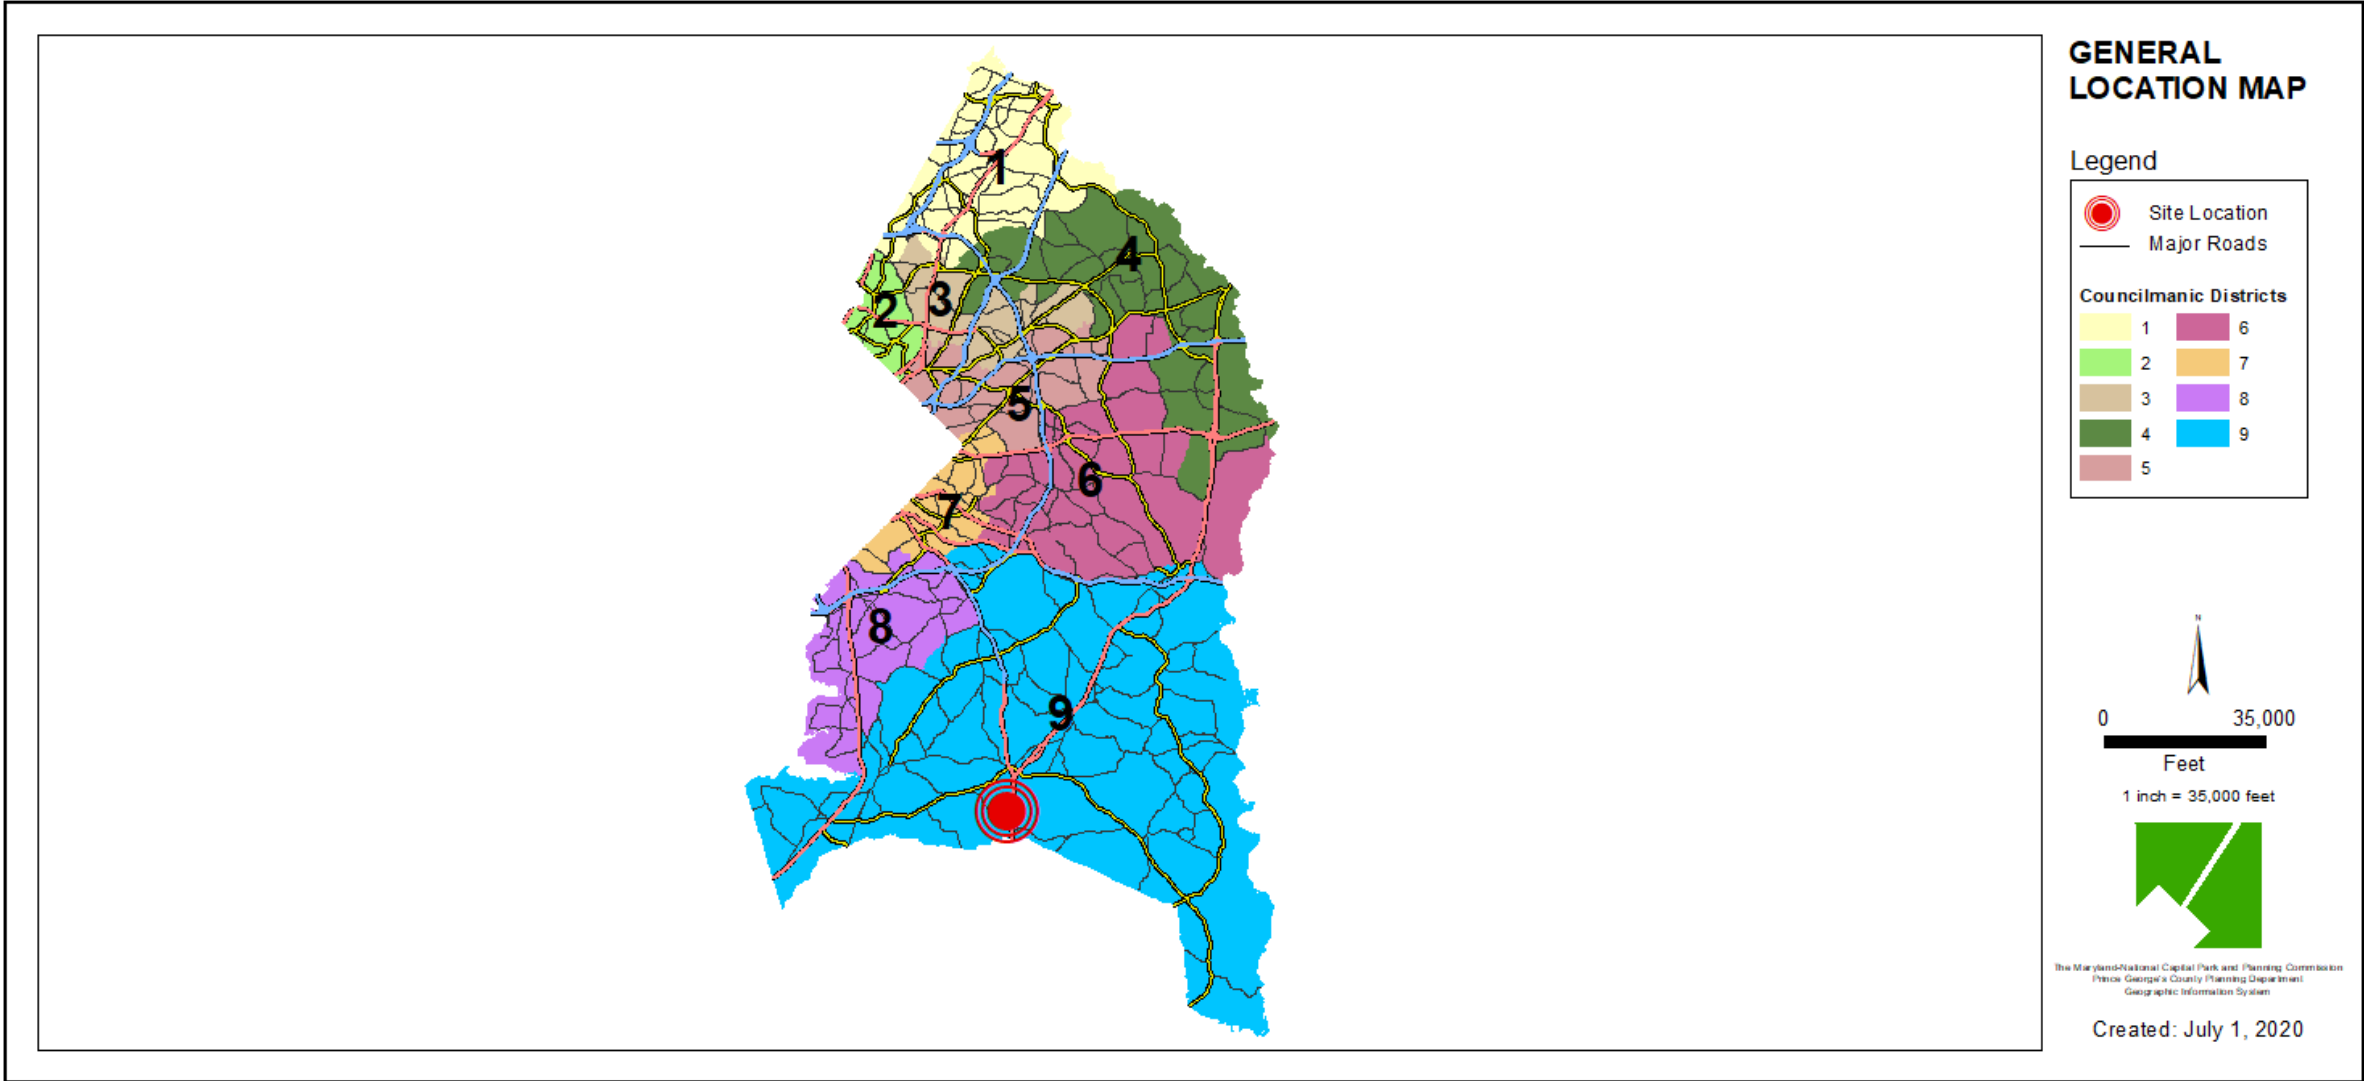 GENERAL
LOCATION MAP
Legend
Site Location
Major Roads
Councilmanic Districts
1 6
2 7
3 8
4 9
5
1
4
2
3
5
6
7
8
9
N
0 35,000
Feet
1 inch = 35,000 feet
The Maryland-National Capital Park and Planning Commission
Prince George's County Planning Department
Geographic Information System
Created: July 1, 2020